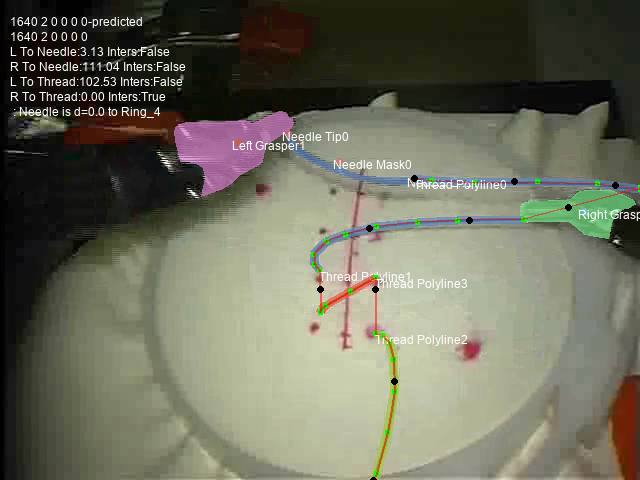 1640 2 0 0 0 0-predicted
1640 2 0 0 0 0
L To Needle:3.13 Inters:False
R To Needle:111.04 Inters:False
L To Thread:102.53 Inters:False
R To Thread:0.00 Inters:True
: Needle is d=0.0 to Ring_4
Needle Tip0
Left Grasper1
Needle Mask0
Thread Polyline0
Right Grasp
Thread Polyline1
Thread Polyline3
Thread Polyline2